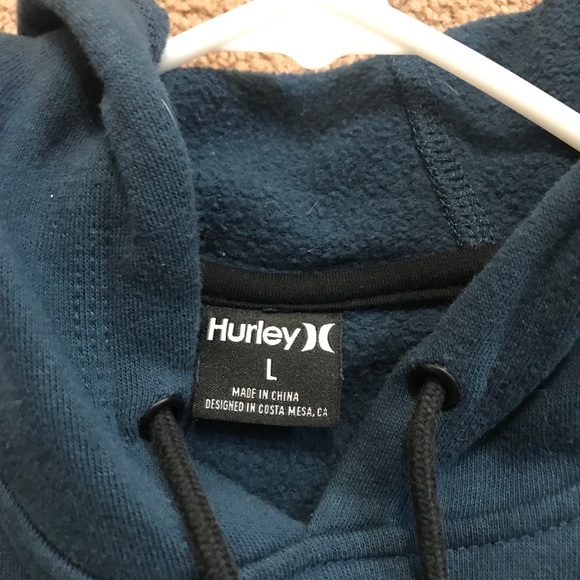 Hurley
L
MADE IN CHINA
DESIGNED IN COSTA MESA, CA